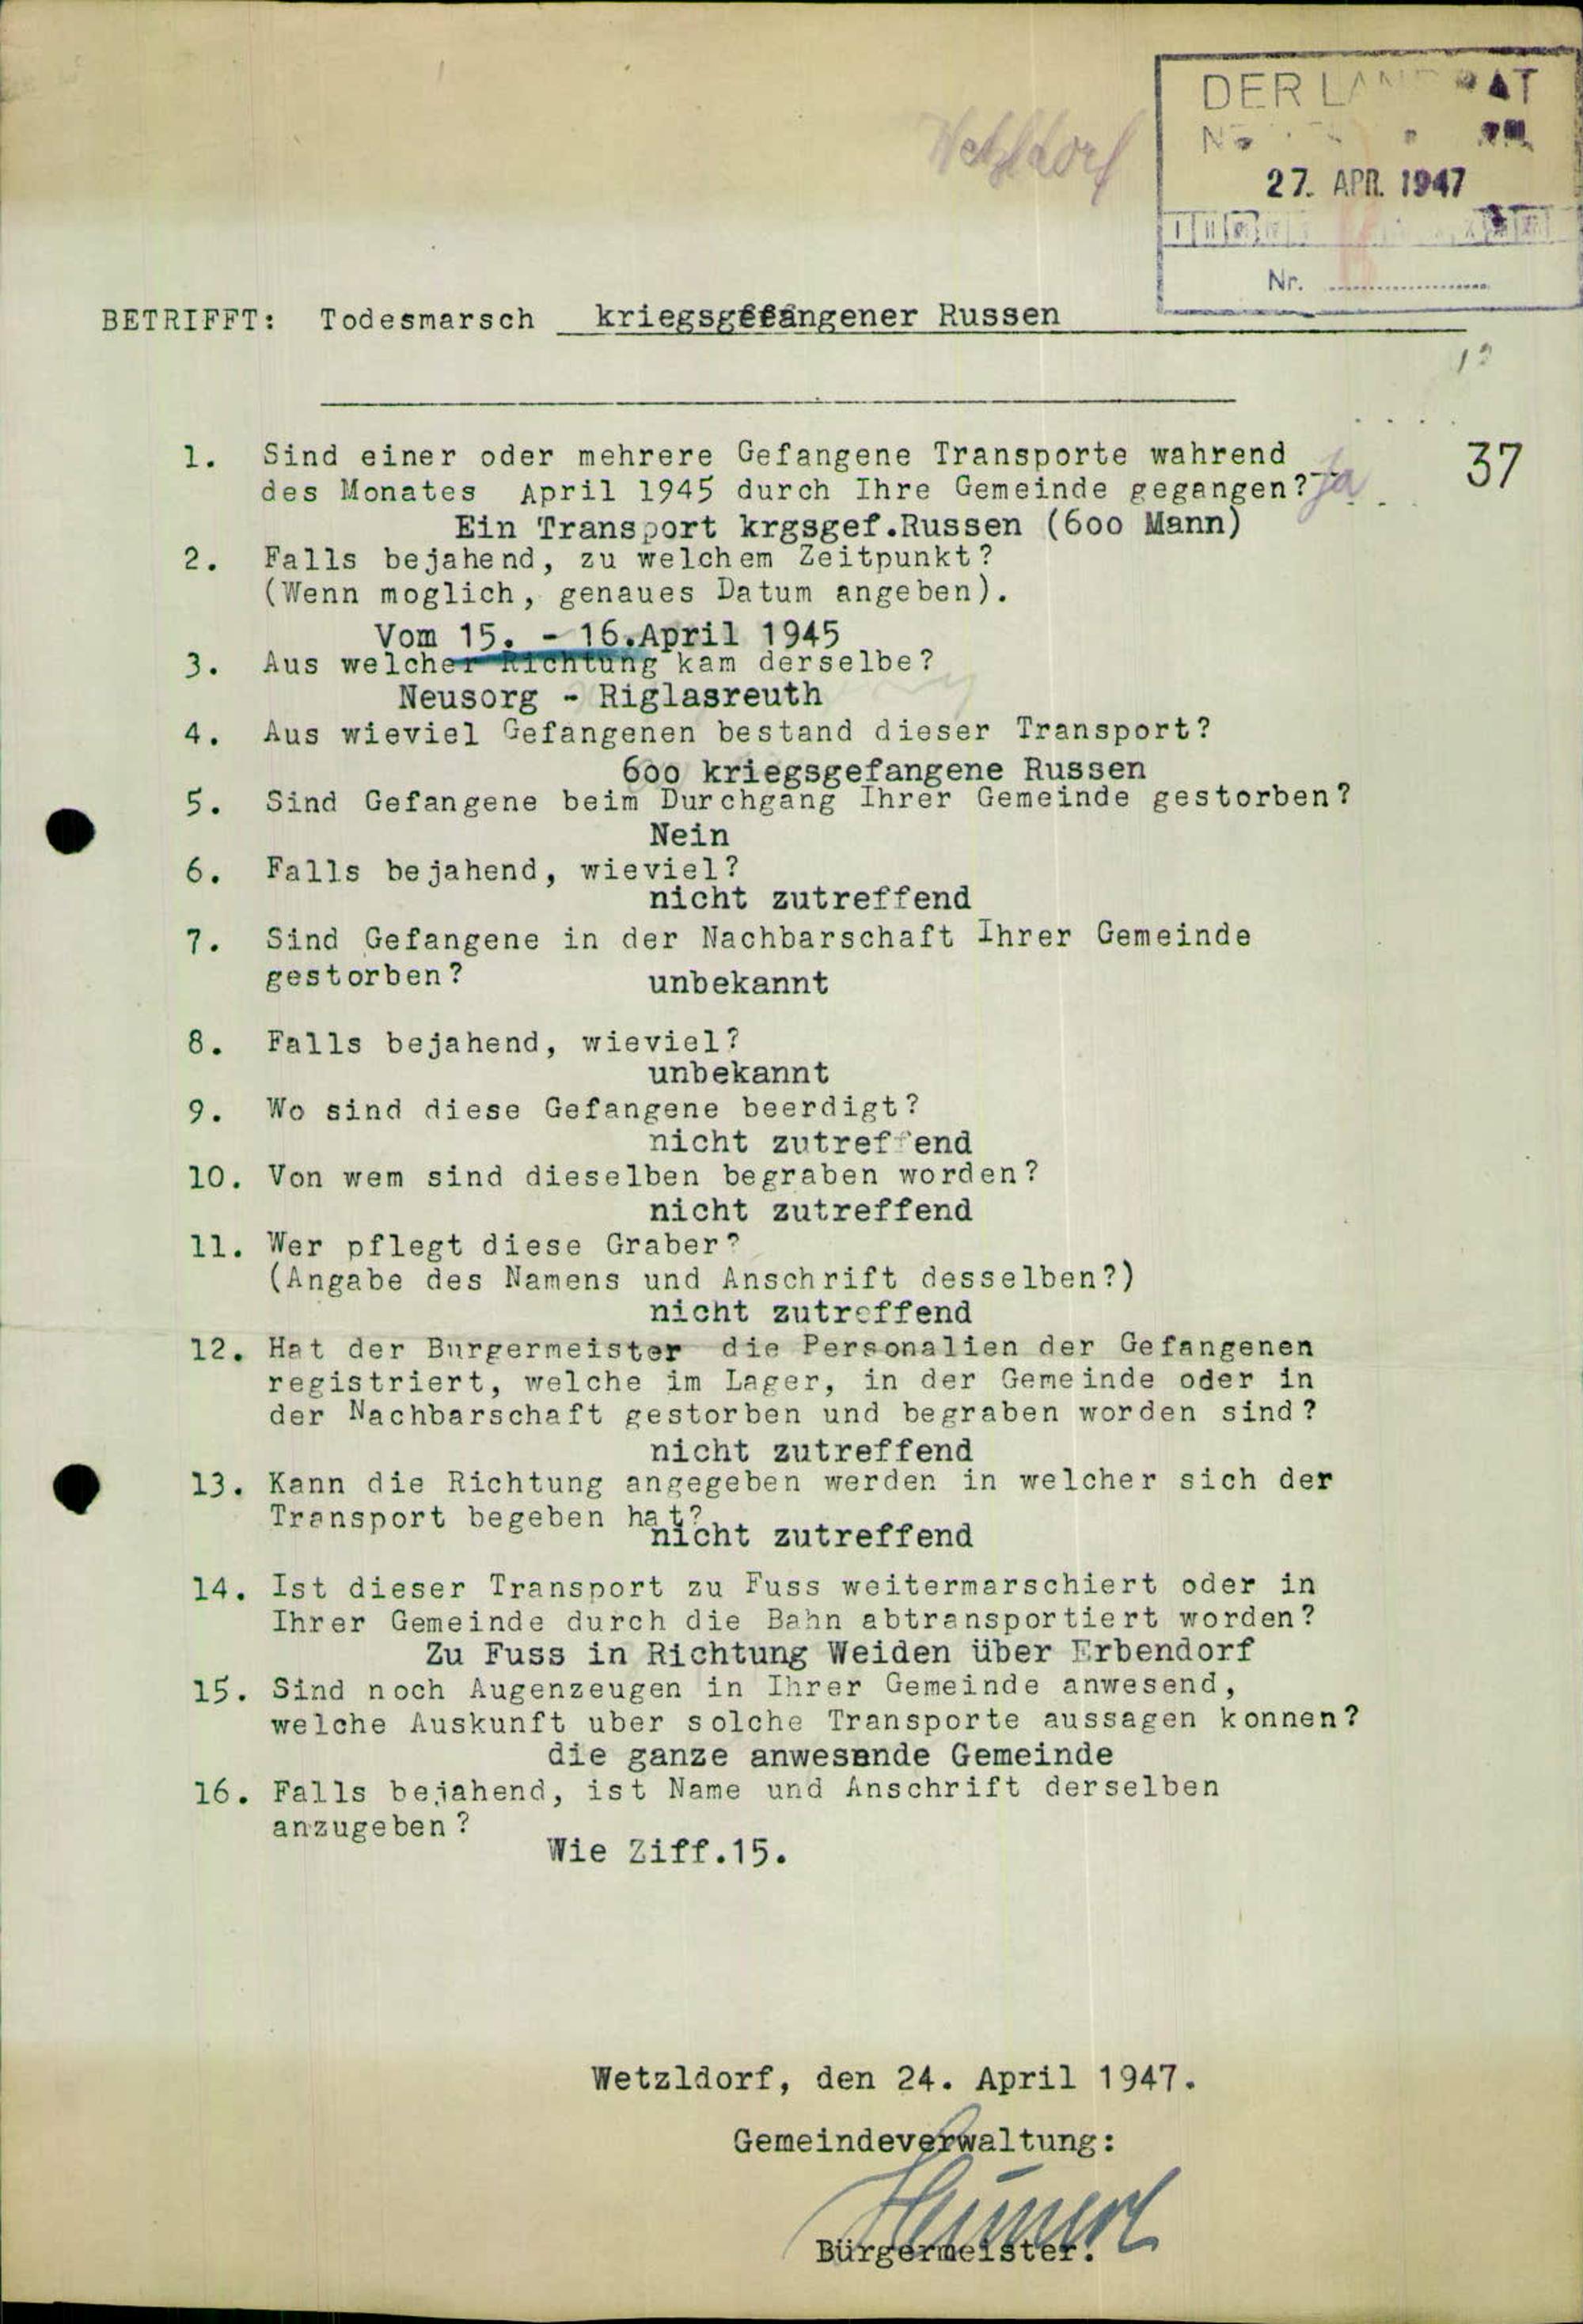 Wetzldorf
DER LANDRAT
27. APR. 1947
Nr.
BETRIFFT: Todesmarsch kriegsgefangener Russen
37
1. Sind einer oder mehrere Gefangene Transporte wahrend
des Monates April 1945 durch Ihre Gemeinde gegangen? Ja
Ein Transport krgsgef.Russen (600 Mann)
2. Falls bejahend, zu welchem Zeitpunkt?
(Wenn moglich, genaues Datum angeben).
Vom 15. - 16.April 1945
3. Aus welcher Richtung kam derselbe?
Neusorg - Riglasreuth
4. Aus wieviel Gefangenen bestand dieser Transport?
600 kriegsgefangene Russen
5. Sind Gefangene beim Durchgang Ihrer Gemeinde gestorben?
Nein
6. Falls bejahend, wieviel?
nicht zutreffend
7. Sind Gefangene in der Nachbarschaft Ihrer Gemeinde
gestorben?
unbekannt
8. Falls bejahend, wieviel?
unbekannt
9. Wo sind diese Gefangene beerdigt?
nicht zutreffend
10. Von wem sind dieselben begraben worden?
nicht zutreffend
11. Wer pflegt diese Graber?
(Angabe des Namens und Anschrift desselben?)
nicht zutreffend
12. Hat der Burgermeister die Personalien der Gefangenen
registriert, welche im Lager, in der Gemeinde oder in
der Nachbarschaft gestorben und begraben worden sind?
nicht zutreffend
13. Kann die Richtung angegeben werden in welcher sich der
Transport begeben hat?
nicht zutreffend
14. Ist dieser Transport zu Fuss weitermarschiert oder in
Ihrer Gemeinde durch die Bahn abtransportiert worden?
Zu Fuss in Richtung Weiden über Erbendorf
15. Sind noch Augenzeugen in Ihrer Gemeinde anwesend,
welche Auskunft uber solche Transporte aussagen konnen?
die ganze anwesende Gemeinde
16. Falls bejahend, ist Name und Anschrift derselben
anzugeben?
Wie Ziff.15.
Wetzldorf, den 24. April 1947.
Gemeindeverwaltung:
Bürgermeister.